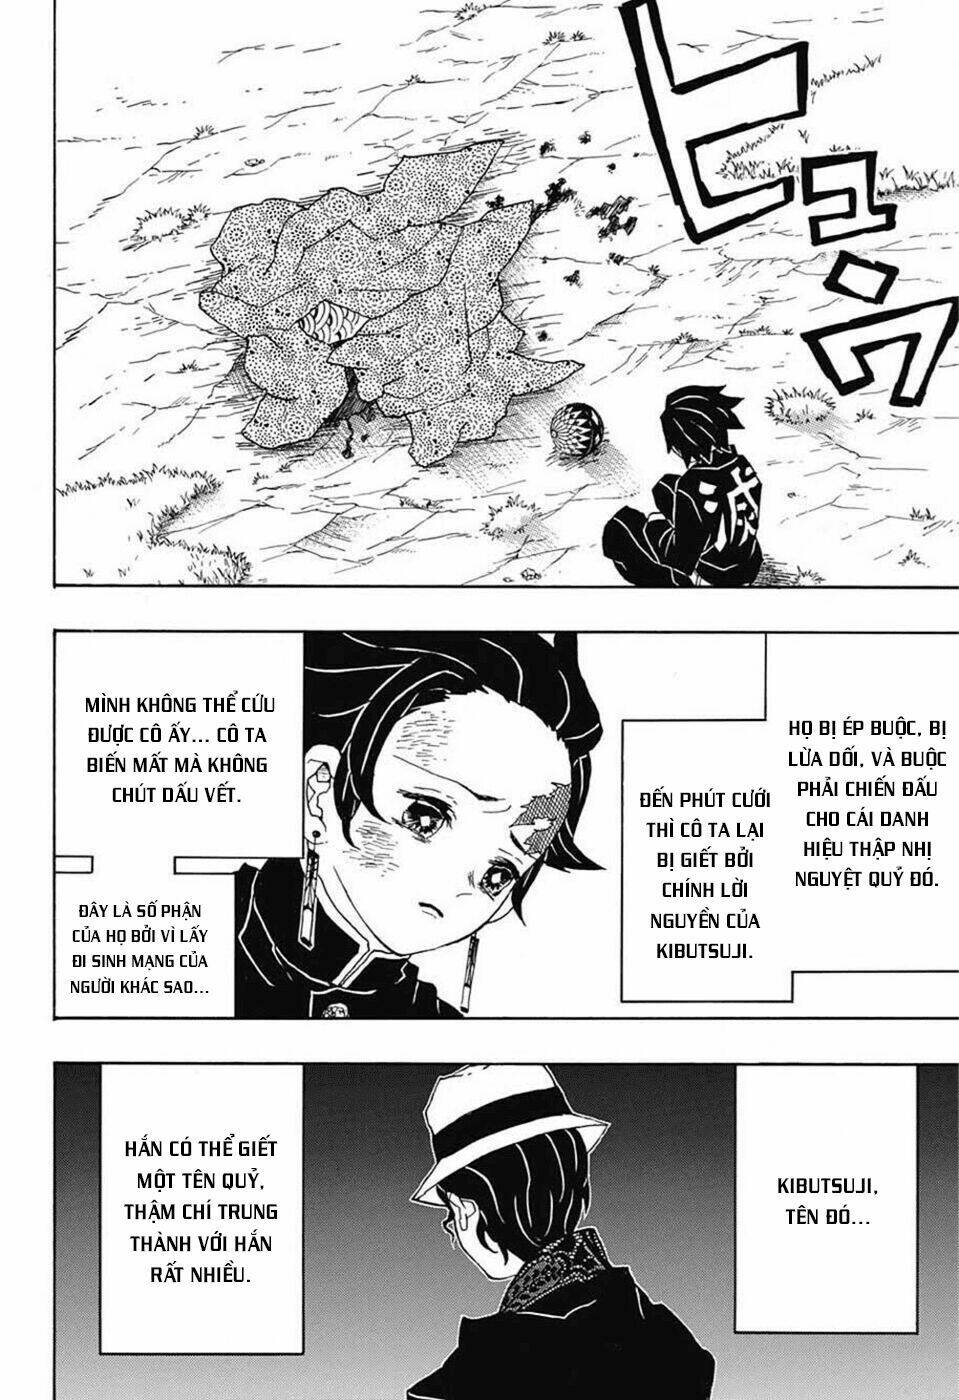 ヒュウ
滅
HỌ BỊ ÉP BUỘC, BỊ
LỪA DỐI, VÀ BUỘC
PHẢI CHIẾN ĐẤU
CHO CÁI DANH
HIỆU THẬP NHỊ
NGUYỆT QUỶ ĐÓ.
ĐẾN PHÚT CƯỚI
THÌ CÔ TA LẠI
BỊ GIẾT BỞI
CHÍNH LỜI
NGUYỀN CỦA
KIBUTSUJI.
MÌNH KHÔNG THỂ CỨU
ĐƯỢC CÔ ẤY... CÔ TA
BIẾN MẤT MÀ KHÔNG
CHÚT DẤU VẾT.
ĐÂY LÀ SỐ PHẬN
CỦA HỌ BỞI VÌ LẤY
ĐI SINH MẠNG CỦA
NGƯỜI KHÁC SAO...
KIBUTSUJI,
TÊN ĐÓ...
HẮN CÓ THỂ GIẾT
MỘT TÊN QUỶ,
THẬM CHÍ TRUNG
THÀNH VỚI HẮN
RẤT NHIỀU.